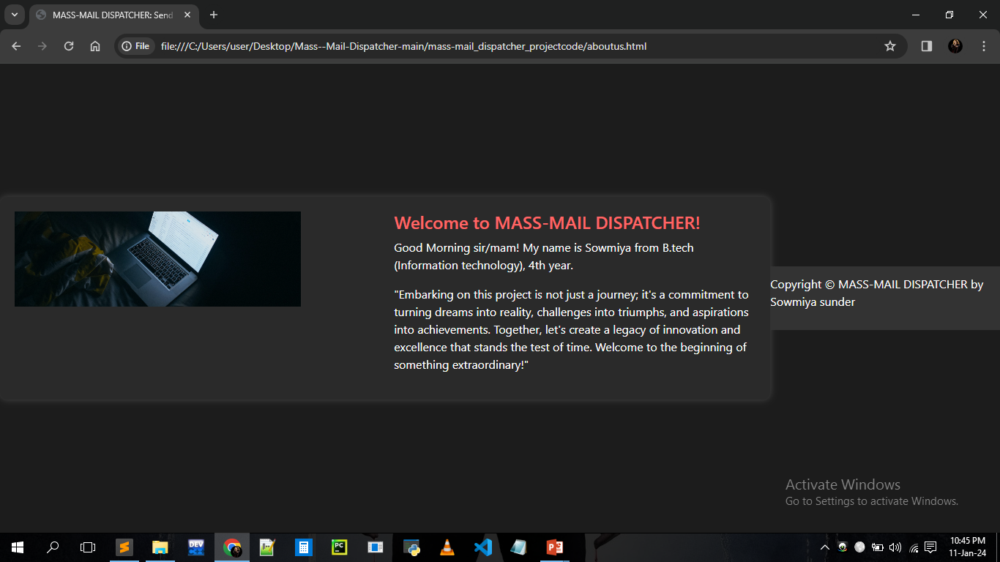 MASS-MAIL DISPATCHER: Send
File
file:///C:/Users/user/Desktop/Mass--Mail-Dispatcher-main/mass-mail_dispatcher_projectcode/aboutus.html
Welcome to MASS-MAIL DISPATCHER!
Good Morning sir/mam! My name is Sowmiya from B.tech
(Information technology), 4th year.
"Embarking on this project is not just a journey; it's a commitment to
turning dreams into reality, challenges into triumphs, and aspirations
into achievements. Together, let's create a legacy of innovation and
excellence that stands the test of time. Welcome to the beginning of
something extraordinary!"
Copyright © MASS-MAIL DISPATCHER by
Sowmiya sunder
Activate Windows
Go to Settings to activate Windows.
DEV
PC
10:45 PM
11-Jan-24